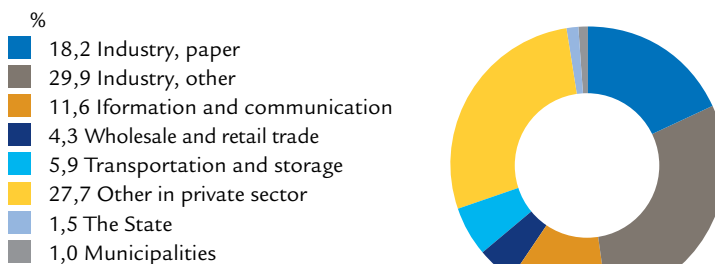 %
18,2 Industry, paper
29,9 Industry, other
11,6 Iformation and communication
4,3 Wholesale and retail trade
5,9 Transportation and storage
27,7 Other in private sector
1,5 The State
1,0 Municipalities